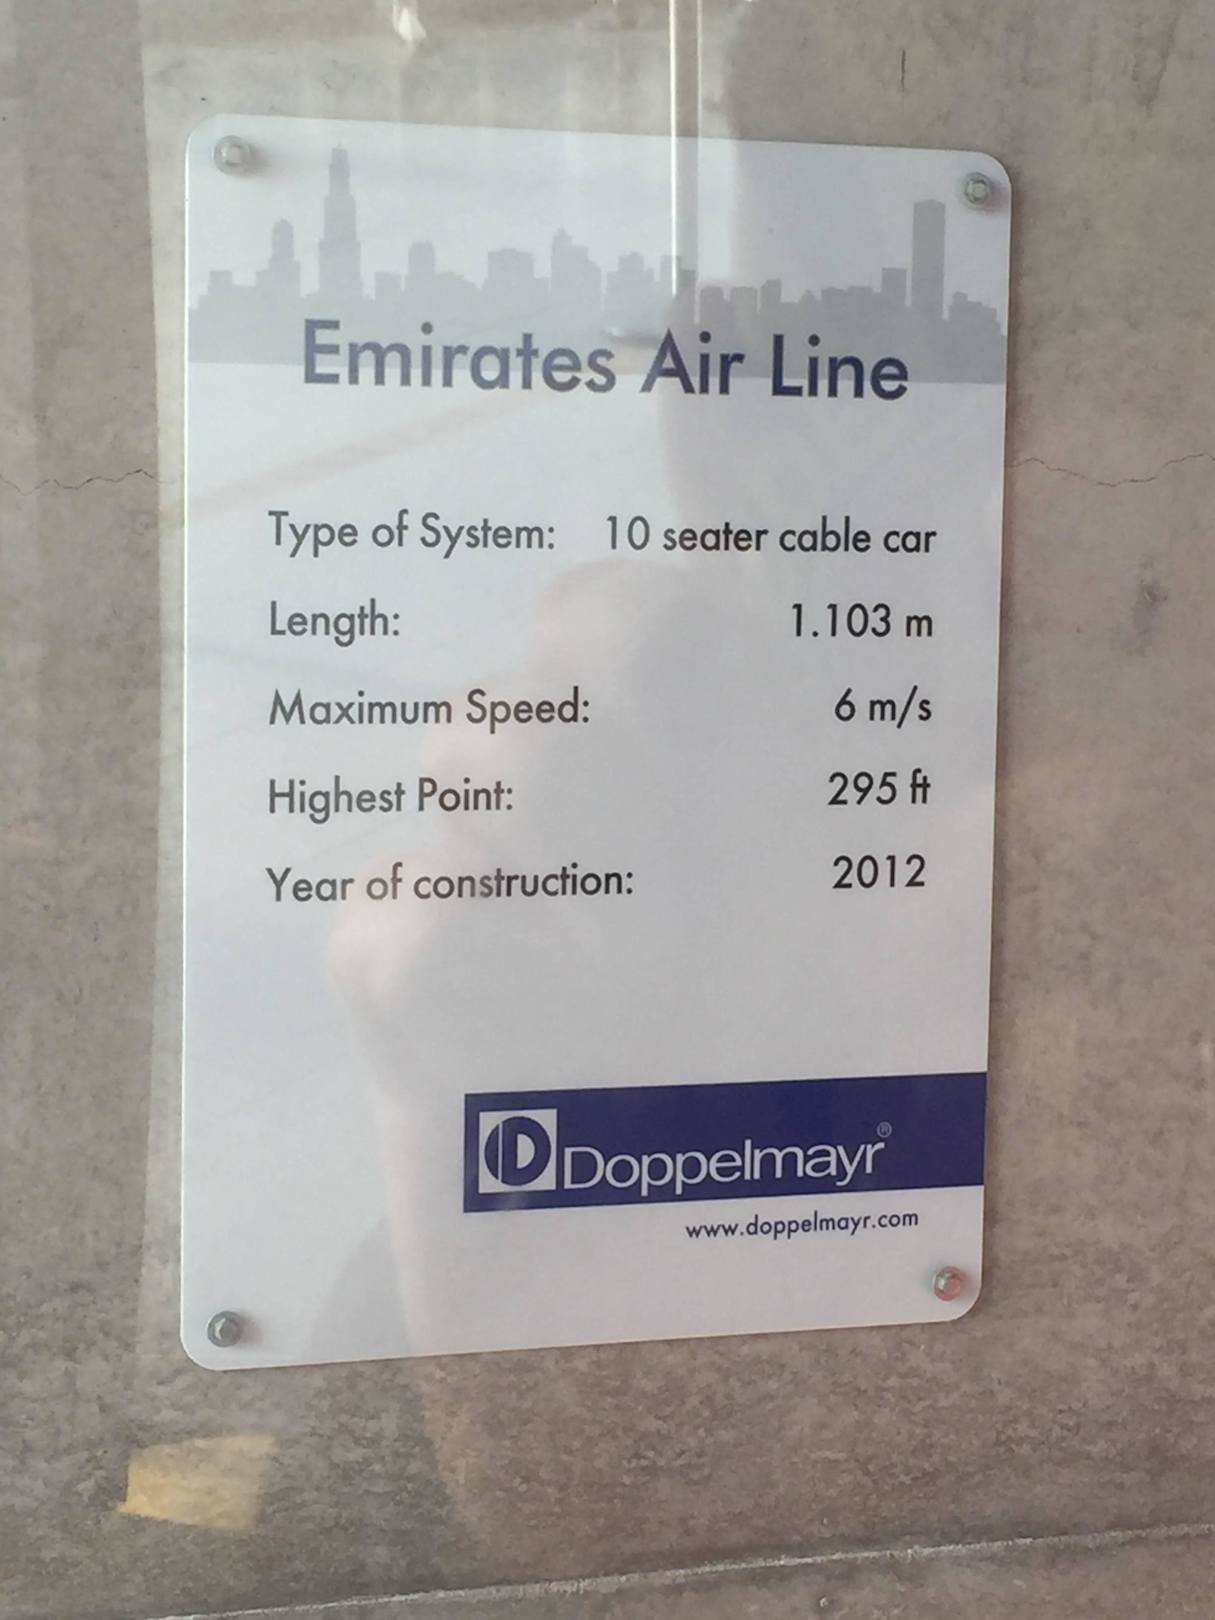 Emirates Air Line
Type of System: 10 seater cable car
Length: 1.103 m
Maximum Speed: 6 m/s
Highest Point: 295 ft
Year of construction: 2012
D Doppelmayr®
www.doppelmayr.com